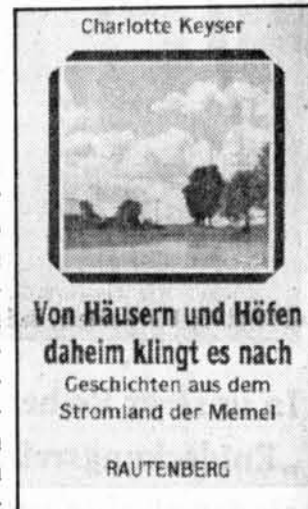 Charlotte Keyser
Von Häusern und Höfen
daheim klingt es nach
Geschichten aus dem
Stromland der Memel
RAUTENBERG